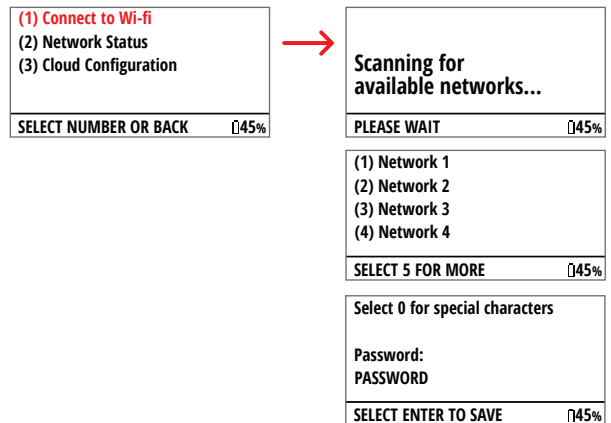 (1) Connect to Wi-fi
(2) Network Status
(3) Cloud Configuration
SELECT NUMBER OR BACK 45%
Scanning for
available networks...
PLEASE WAIT 45%
(1) Network 1
(2) Network 2
(3) Network 3
(4) Network 4
SELECT 5 FOR MORE 45%
Select 0 for special characters
Password:
PASSWORD
SELECT ENTER TO SAVE 45%